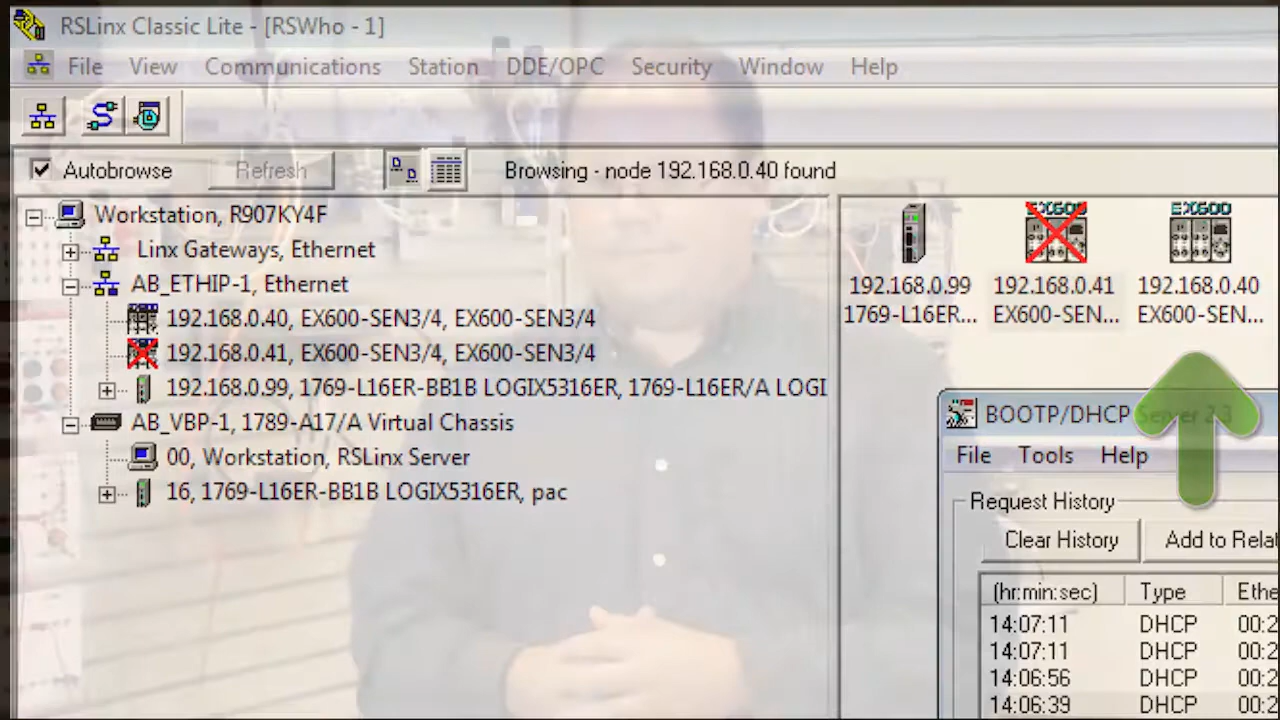 RSLinx Classic Lite - [RSWho - 1]
File View Communications Station DDE/OPC Security Window Help
Autobrowse Refresh Browsing - node 192.168.0.40 found
Workstation, R907KY4F
Linx Gateways, Ethernet
AB_ETHIP-1, Ethernet
192.168.0.40, EX600-SEN3/4, EX600-SEN3/4
192.168.0.41, EX600-SEN3/4, EX600-SEN3/4
192.168.0.99, 1769-L16ER-BB1B LOGIX5316ER, 1769-L16ER/A LOGI
AB_VBP-1, 1789-A17/A Virtual Chassis
00, Workstation, RSLinx Server
16, 1769-L16ER-BB1B LOGIX5316ER, pac
EX600 EX600
192.168.0.99 192.168.0.41 192.168.0.40
1769-L16ER... EX600-SEN... EX600-SEN...
BOOTP/DHCP Server 2.3
File Tools Help
Request History
Clear History Add to Relat
(hr:min:sec) Type Ethe
14:07:11 DHCP 00:2
14:07:11 DHCP 00:2
14:06:56 DHCP 00:2
14:06:39 DHCP 00:2